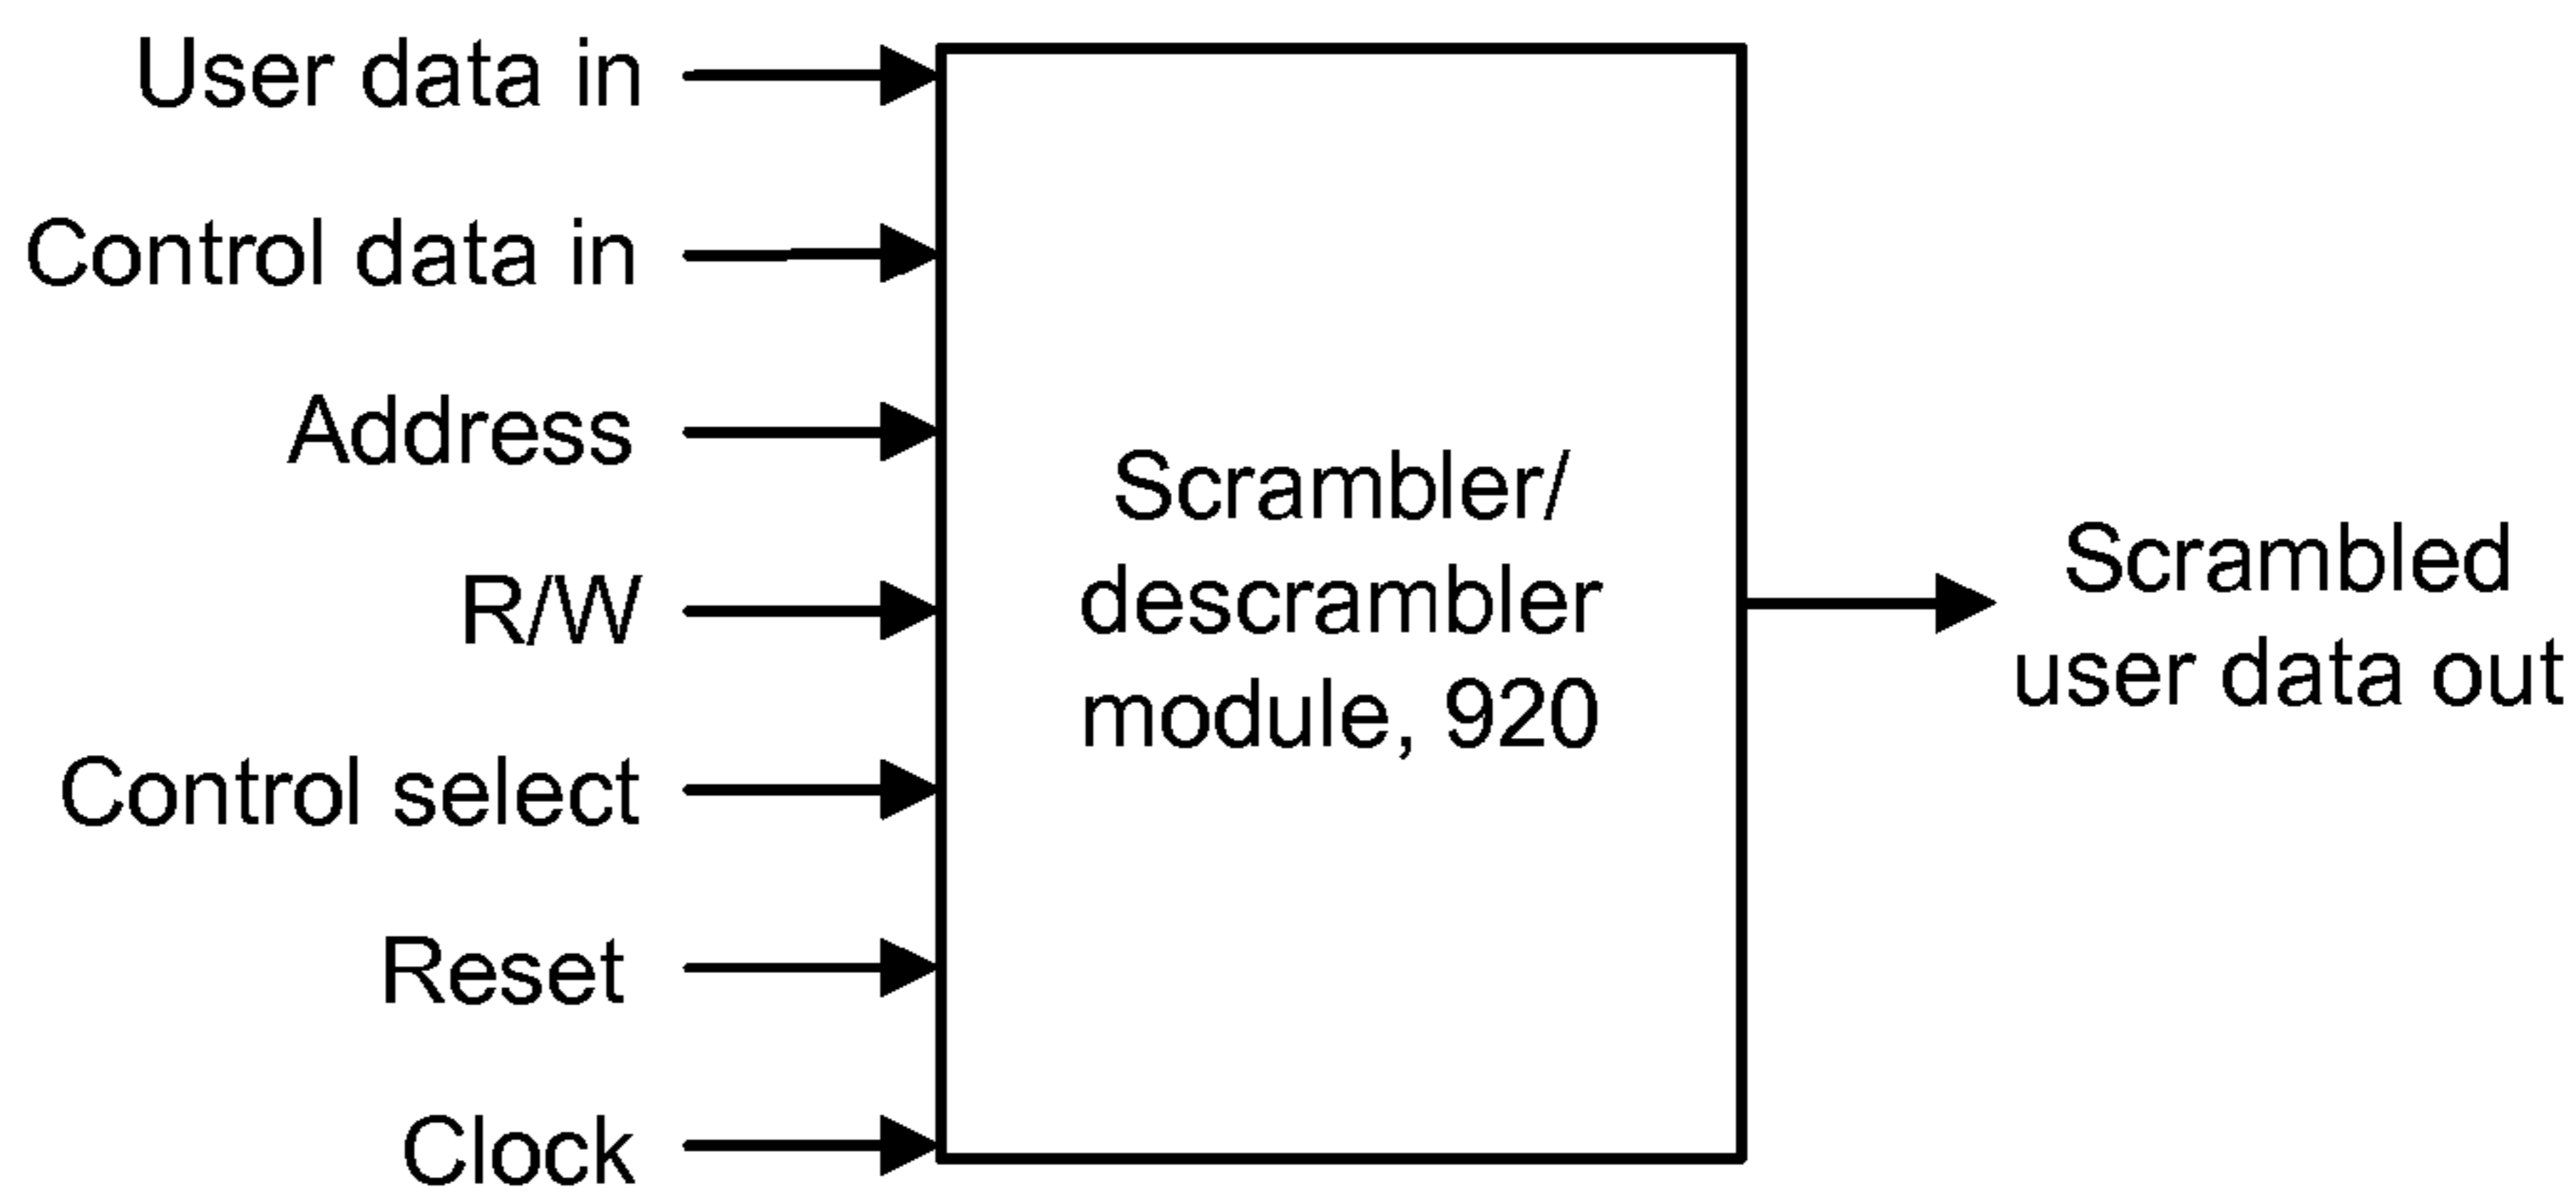 User data in
Control data in
Address
R/W
Control select
Reset
Clock
Scrambler/
descrambler
module, 920
Scrambled
user data out